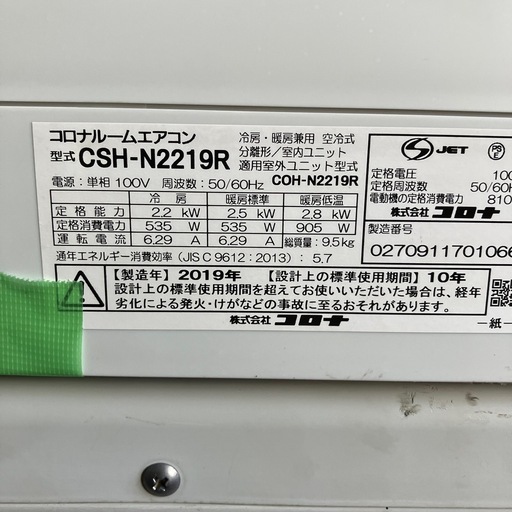 コロナルームエアコン
冷房・暖房兼用 空冷式
型式 CSH-N2219R
分離形／室内ユニット
適用室外ユニット型式
電源：単相100V 周波数：50/60Hz
COH-N2219R
冷房 暖房標準 暖房低温
定格能力 2.2 kW 2.5 kW 2.8 kW
定格消費電力 535 W 535 W 905 W
運転電流 6.29 A 6.29 A 総質量：9.5kg
通年エネルギー消費効率（JIS C 9612：2013）：5.7
【製造年】2019年 【設計上の標準使用期間】10年
設計上の標準使用期間を超えてお使いいただいた場合は、経年
劣化による発火・けがなどの事故に至るおそれがあります。
株式会社 コロナ
JET
PS
E
定格電圧 100
定格周波数 50/60H
電動機の定格消費電力 810
株式会社 コロナ
製造番号
0270911701066
－紙－